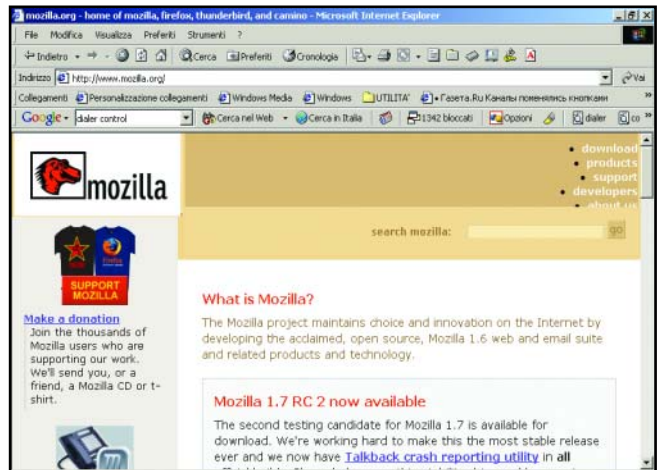 mozilla.org - home of mozilla, firefox, thunderbird, and camino - Microsoft Internet Explorer
File Modifica Visualizza Preferiti Strumenti ?
Indietro Cerca Preferiti Cronologia
Indirizzo http://www.mozilla.org/ Vai
Collegamenti Personalizzazione collegamenti Windows Media Windows UTILITA' Газета.Ru Каналы поменялись кнопками »
Google dialer control Cerca nel Web Cerca in Italia 1342 bloccati Opzioni dialer co »
download
products
support
developers
about us
mozilla
search mozilla: go
SUPPORT
MOZILLA
Make a donation
Join the thousands of
Mozilla users who are
supporting our work.
We'll send you, or a
friend, a Mozilla CD or t-
shirt.
What is Mozilla?
The Mozilla project maintains choice and innovation on the Internet by
developing the acclaimed, open source, Mozilla 1.6 web and email suite
and related products and technology.
Mozilla 1.7 RC 2 now available
The second testing candidate for Mozilla 1.7 is available for
download. We're working hard to make this the most stable release
ever and we now have Talkback crash reporting utility in all